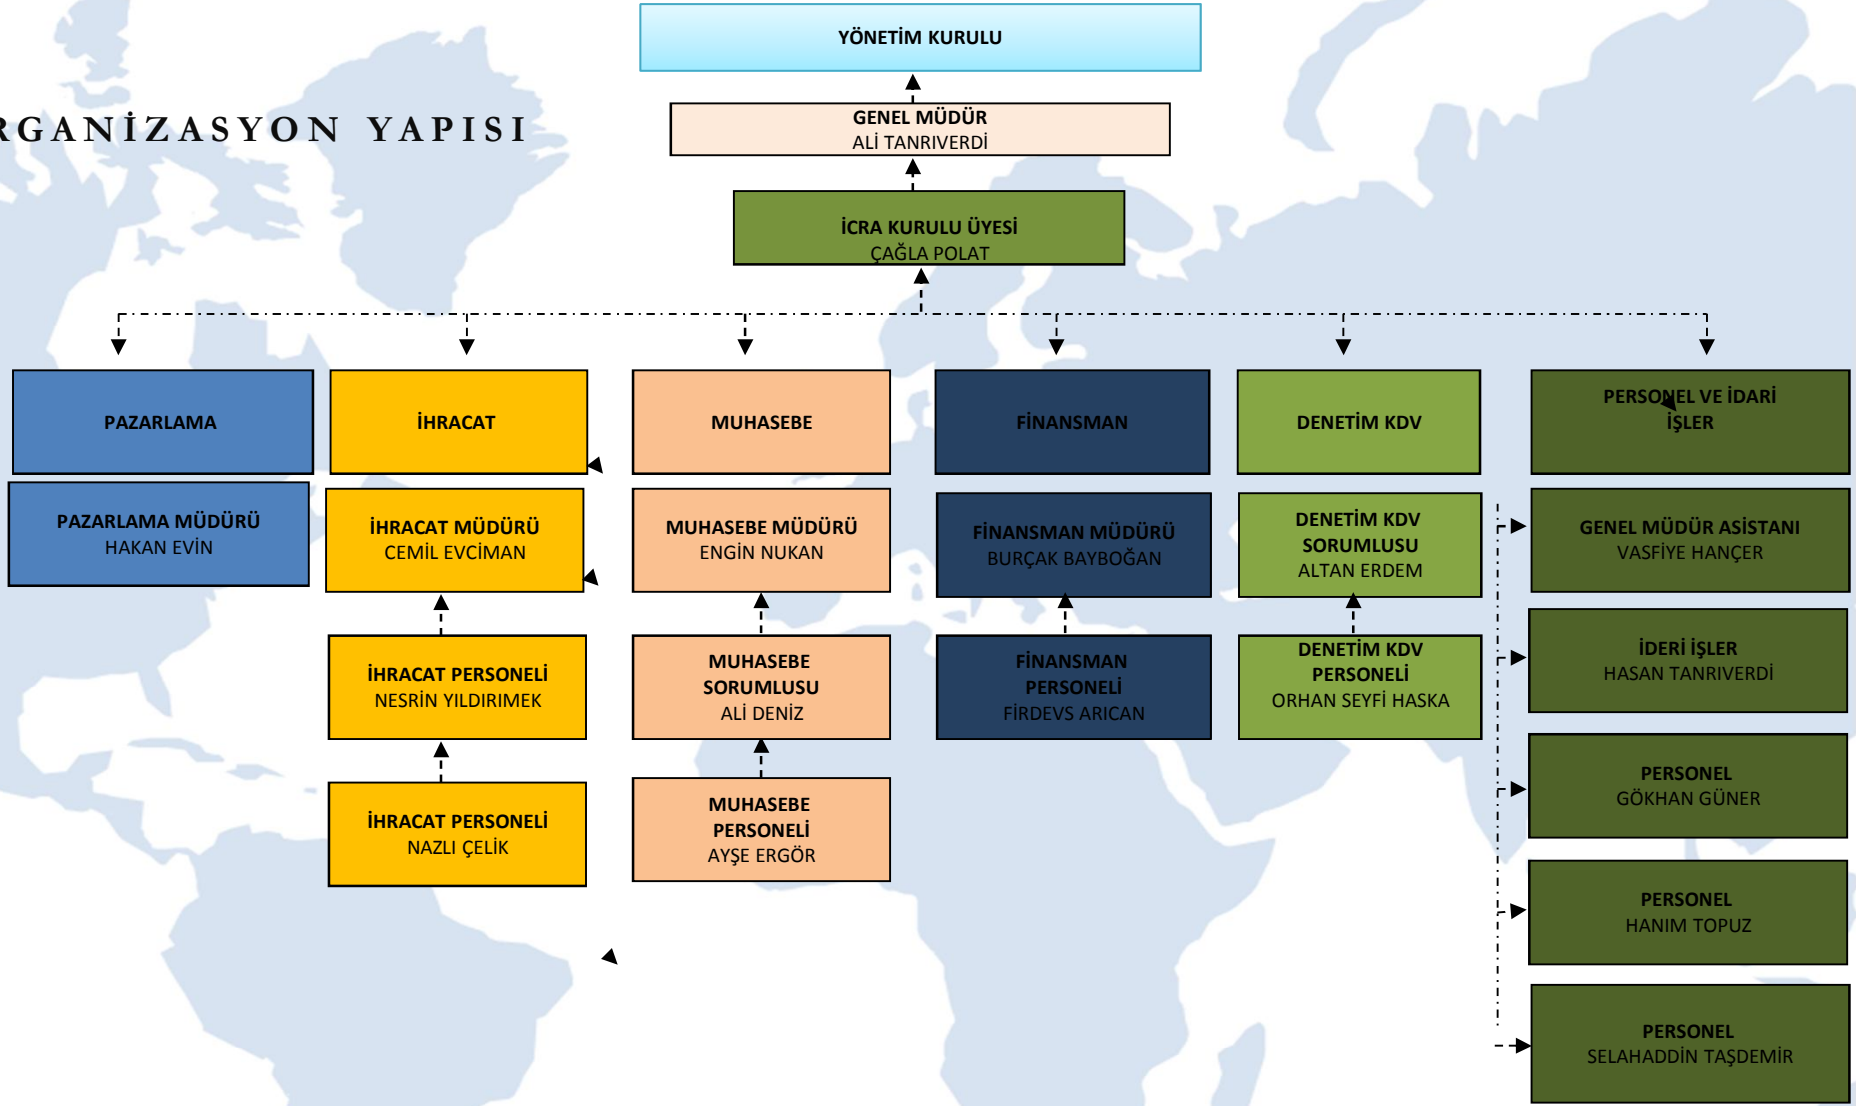 YÖNETİM KURULU
RGANİZASYON YAPISI
GENEL MÜDÜR
ALİ TANRIVERDİ
İCRA KURULU ÜYESİ
ÇAĞLA POLAT
PAZARLAMA
İHRACAT
MUHASEBE
FİNANSMAN
DENETİM KDV
PERSONEL VE İDARİ
İŞLER
PAZARLAMA MÜDÜRÜ
HAKAN EVİN
İHRACAT MÜDÜRÜ
CEMİL EVCİMAN
MUHASEBE MÜDÜRÜ
ENGİN NUKAN
FİNANSMAN MÜDÜRÜ
BURÇAK BAYBOĞAN
DENETİM KDV
SORUMLUSU
ALTAN ERDEM
GENEL MÜDÜR ASİSTANI
VASFİYE HANÇER
İHRACAT PERSONELİ
NESRİN YILDIRIMEK
MUHASEBE
SORUMLUSU
ALİ DENİZ
FİNANSMAN
PERSONELİ
FİRDEVS ARICAN
DENETİM KDV
PERSONELİ
ORHAN SEYFİ HASKA
İDERİ İŞLER
HASAN TANRIVERDİ
İHRACAT PERSONELİ
NAZLI ÇELİK
MUHASEBE
PERSONELİ
AYŞE ERGÖR
PERSONEL
GÖKHAN GÜNER
PERSONEL
HANIM TOPUZ
PERSONEL
SELAHADDİN TAŞDEMİR